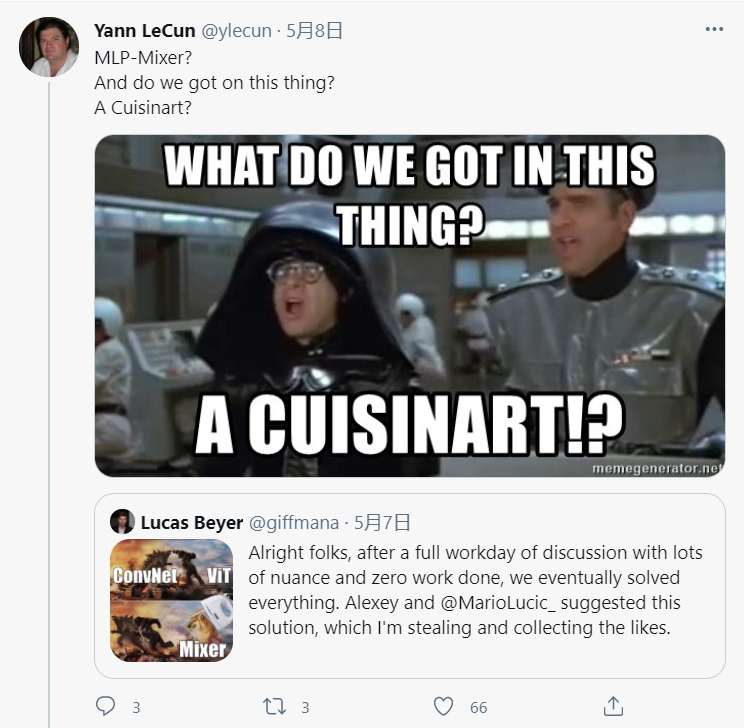 Yann LeCun @ylecun · 5月8日
MLP-Mixer?
And do we got on this thing?
A Cuisinart?
WHAT DO WE GOT IN THIS
THING?
A CUISINART!?
memegenerator.net
Lucas Beyer @giffmana · 5月7日
Alright folks, after a full workday of discussion with lots
of nuance and zero work done, we eventually solved
everything. Alexey and @MarioLucic_ suggested this
solution, which I'm stealing and collecting the likes.
ConvNet ViT
Mixer
3 3 66